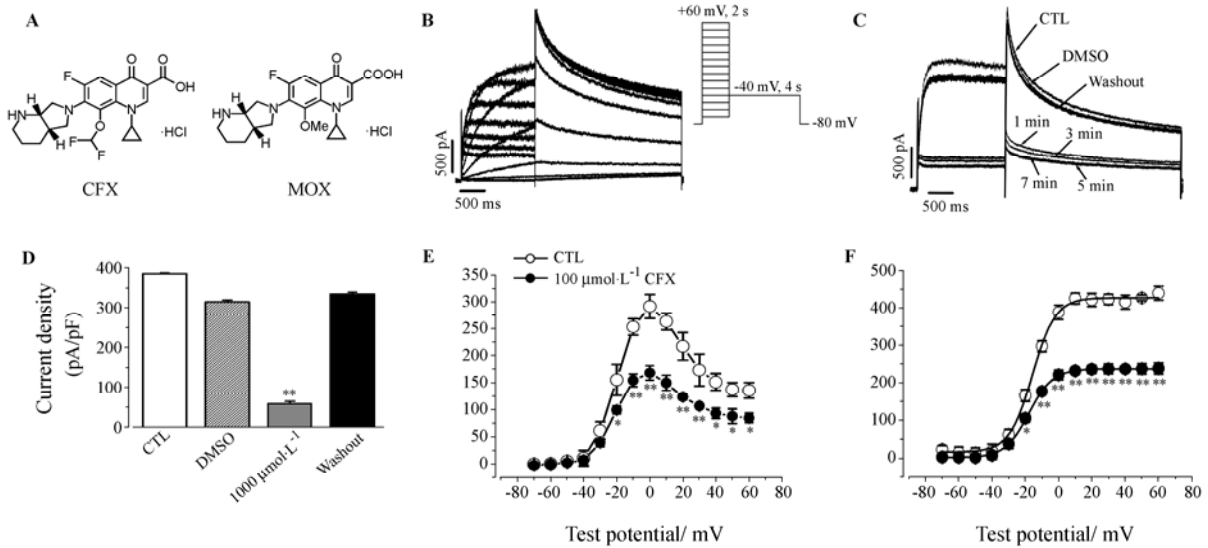 A
F
O
O
OH
N
N
HN
H
H
O
F
F
·HCl
CFX
F
O
COOH
N
N
HN
H
H
OMe
·HCl
MOX
B
500 pA
500 ms
+60 mV, 2 s
-40 mV, 4 s
-80 mV
C
CTL
DMSO
Washout
1 min
3 min
7 min
5 min
500 pA
500 ms
D
Current density
(pA/pF)
400
300
200
100
0
**
CTL
DMSO
1000 μmol·L⁻¹
Washout
E
CTL
100 μmol·L⁻¹ CFX
350
300
250
200
150
100
50
0
* ** ** ** ** ** ** * * *
-80 -60 -40 -20 0 20 40 60 80
Test potential/ mV
F
500
400
300
200
100
0
* ** ** ** ** ** ** ** **
-80 -60 -40 -20 0 20 40 60 80
Test potential/ mV